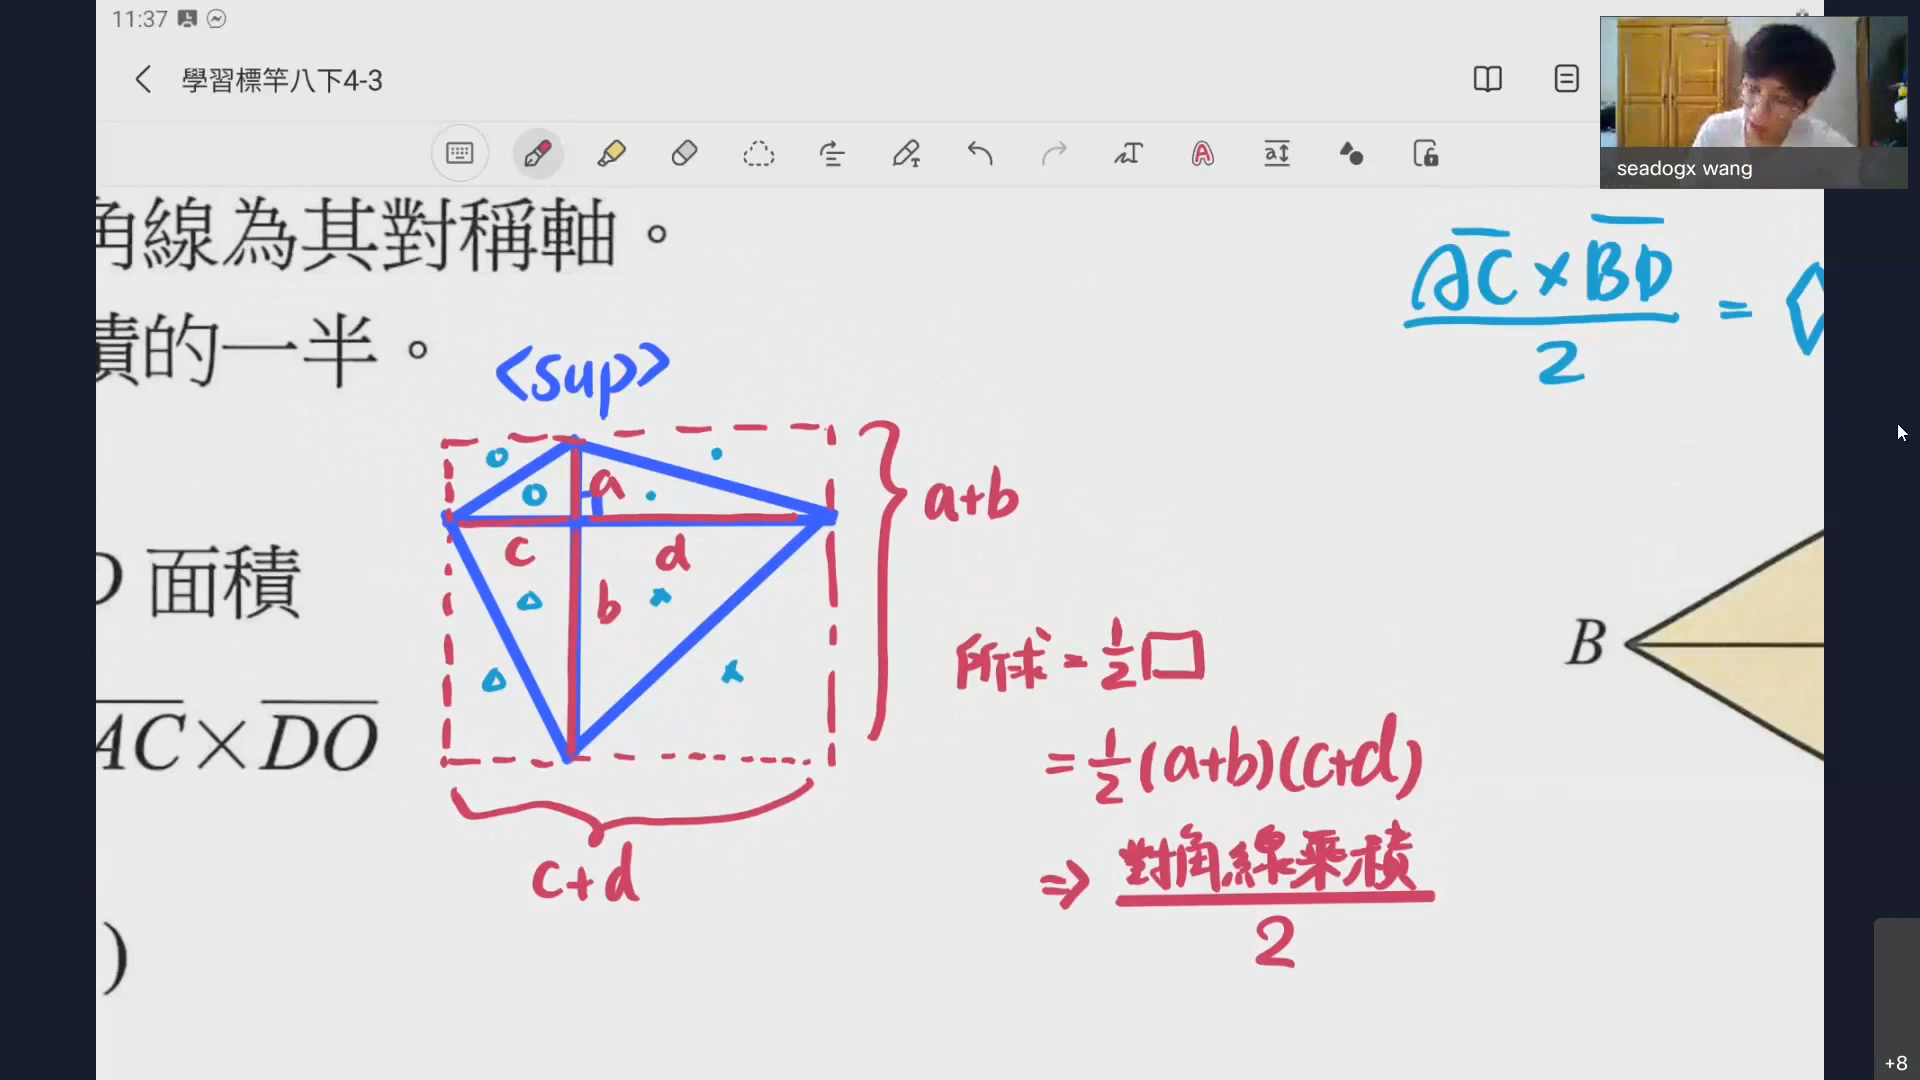 11:37
學習標竿八下4-3
seadogx wang
角線為其對稱軸。
積的一半。
<sup>
AC×BD
2
=
a
c
d
b
a+b
c+d
D 面積
AC×DO
)
所求=1/2□
=1/2(a+b)(c+d)
⇒ 對角線乘積
2
B
+8